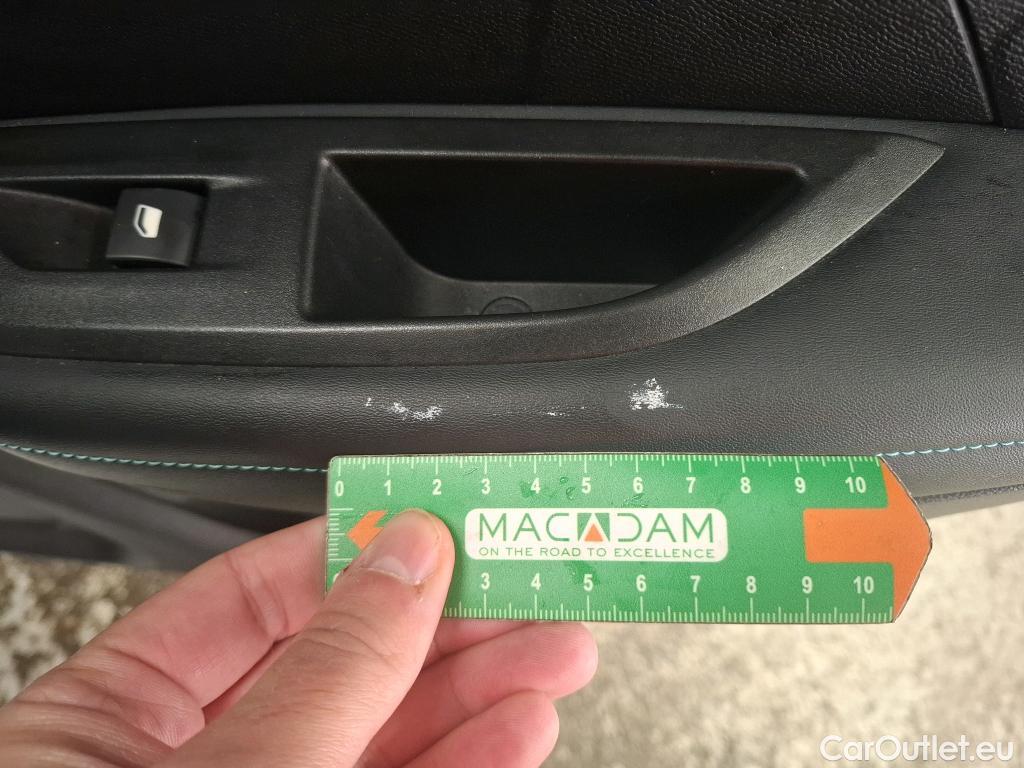 0 1 2 3 4 5 6 7 8 9 10
MACADAM
ON THE ROAD TO EXCELLENCE
3 4 5 6 7 8 9 10
CarOutlet.eu